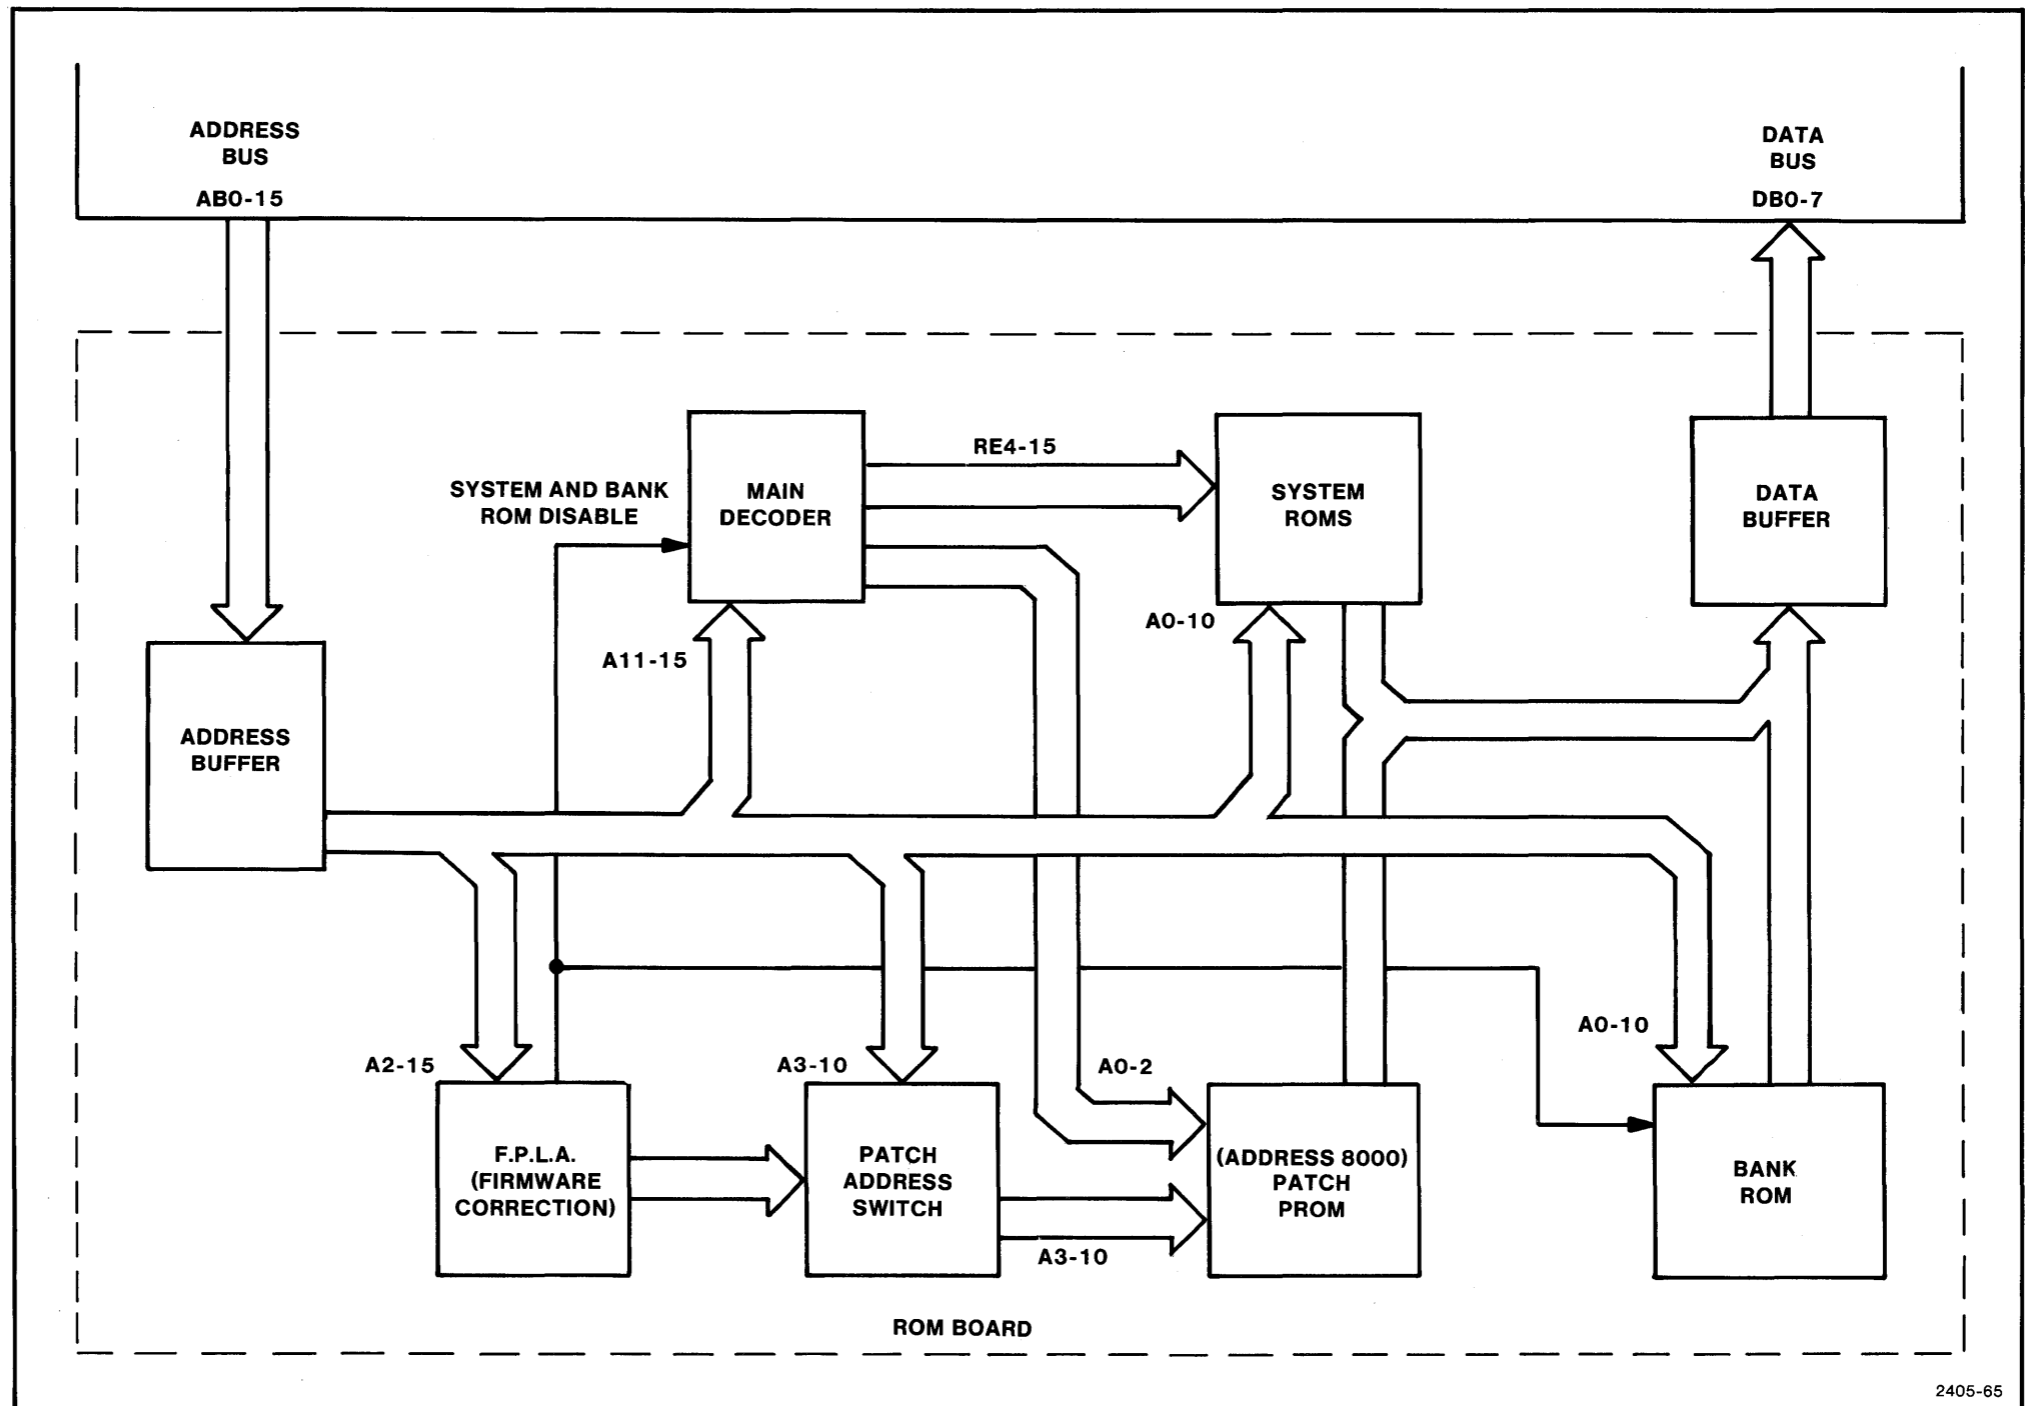 ADDRESS
BUS
AB0-15
DATA
BUS
DB0-7
RE4-15
SYSTEM AND BANK
ROM DISABLE
MAIN
DECODER
SYSTEM
ROMS
DATA
BUFFER
A0-10
A11-15
ADDRESS
BUFFER
A0-10
A2-15
A3-10
A0-2
F.P.L.A.
(FIRMWARE
CORRECTION)
PATCH
ADDRESS
SWITCH
(ADDRESS 8000)
PATCH
PROM
BANK
ROM
A3-10
ROM BOARD
2405-65